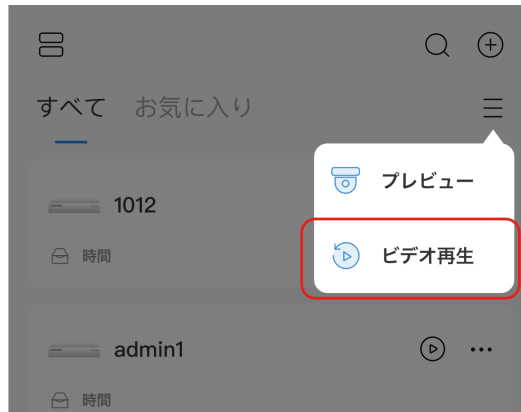 すべて お気に入り
プレビュー
1012
時間
ビデオ再生
admin1
時間